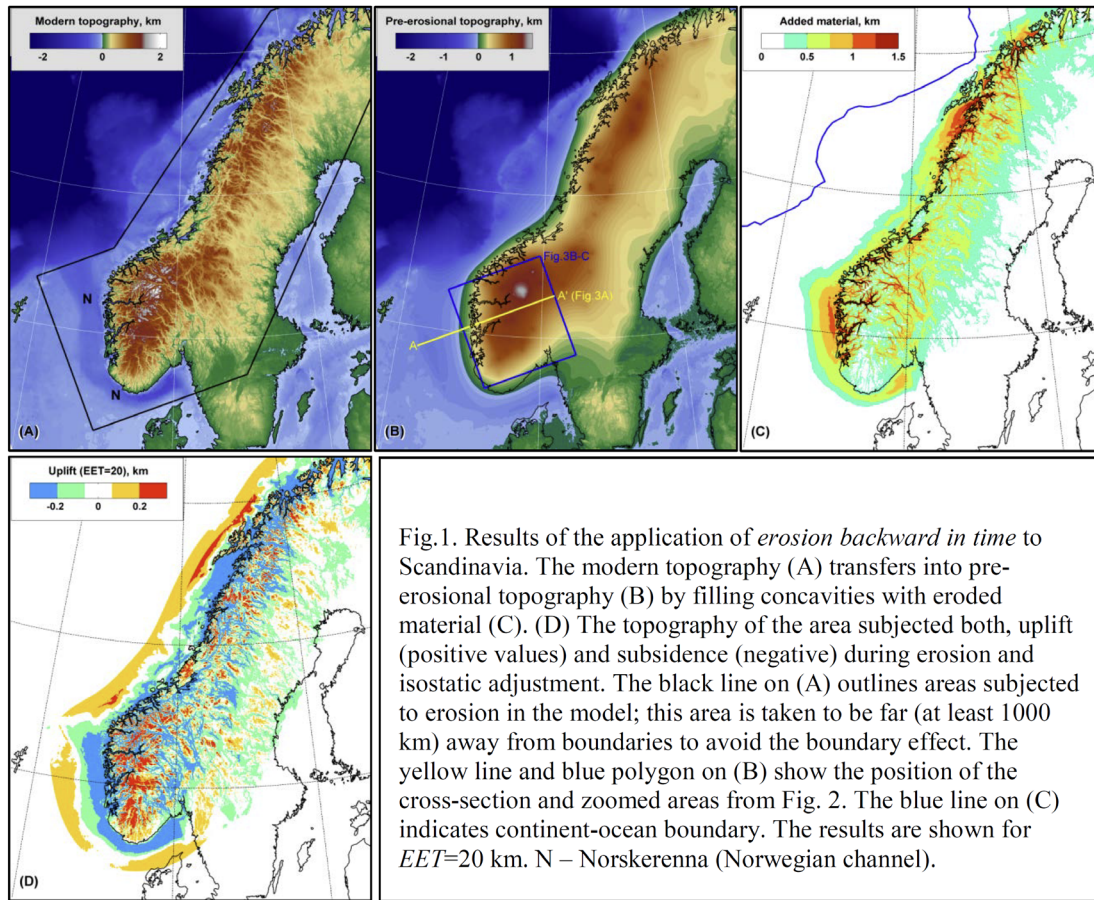 Modern topography, km
-2 -1 0 1 2
N
N
(A)
Pre-erosional topography, km
-2 -1 0 1
Fig.3B-C
A' (Fig.3A)
A
(B)
Added material, km
0 0.5 1 1.5
(C)
Uplift (EET=20), km
-0.2 0 0.2
(D)
Fig.1. Results of the application of erosion backward in time to
Scandinavia. The modern topography (A) transfers into pre-
erosional topography (B) by filling concavities with eroded
material (C). (D) The topography of the area subjected both, uplift
(positive values) and subsidence (negative) during erosion and
isostatic adjustment. The black line on (A) outlines areas subjected
to erosion in the model; this area is taken to be far (at least 1000
km) away from boundaries to avoid the boundary effect. The
yellow line and blue polygon on (B) show the position of the
cross-section and zoomed areas from Fig. 2. The blue line on (C)
indicates continent-ocean boundary. The results are shown for
EET=20 km. N – Norskerenna (Norwegian channel).